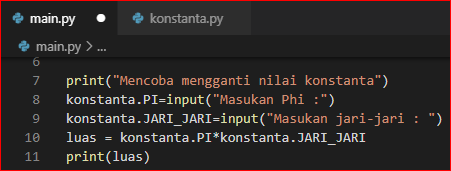 main.py
konstanta.py
main.py > ...
6
7 print("Mencoba mengganti nilai konstanta")
8 konstanta.PI=input("Masukan Phi :")
9 konstanta.JARI_JARI=input("Masukan jari-jari : ")
10 luas = konstanta.PI*konstanta.JARI_JARI
11 print(luas)